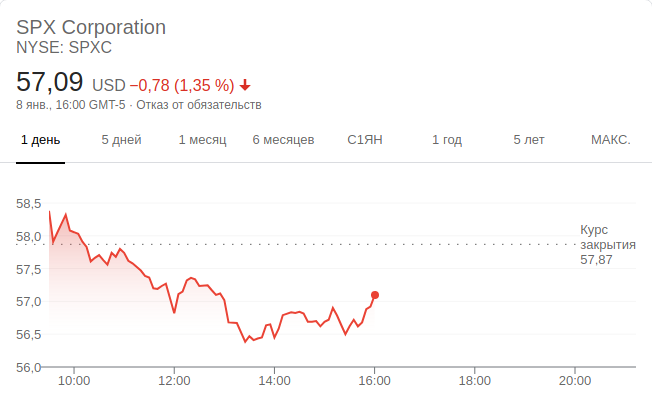 SPX Corporation
NYSE: SPXC
57,09 USD −0,78 (1,35 %)
8 янв., 16:00 GMT-5 · Отказ от обязательств
1 день 5 дней 1 месяц 6 месяцев С1ЯН 1 год 5 лет МАКС.
58,5
58,0
57,5
57,0
56,5
56,0
Курс
закрытия
57,87
10:00 12:00 14:00 16:00 18:00 20:00